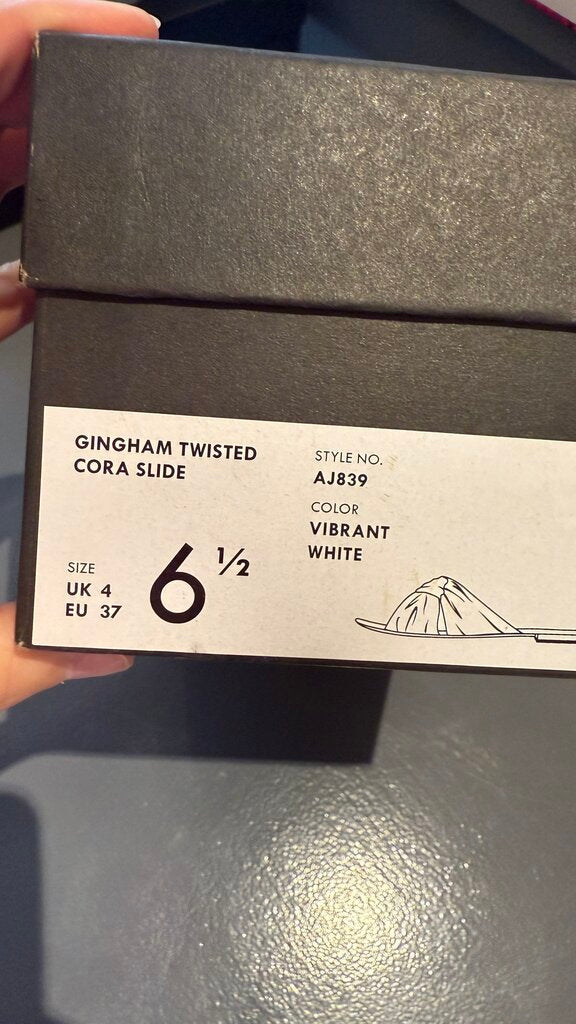 GINGHAM TWISTED
CORA SLIDE
STYLE NO.
AJ839
COLOR
VIBRANT
WHITE
SIZE
UK 4
EU 37
6 ½